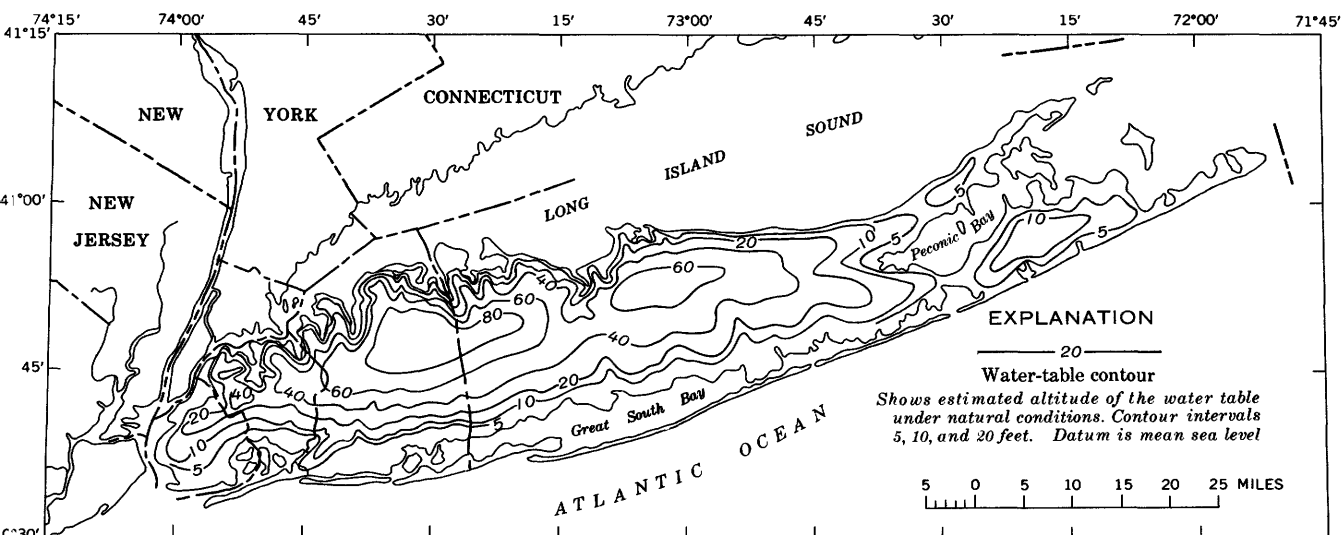 74°15' 74°00' 45' 30' 15' 73°00' 45' 30' 15' 72°00' 71°45'
41°15'
NEW YORK
CONNECTICUT
SOUND
ISLAND
LONG
41°00'
NEW
JERSEY
5
10
Peconic Bay
10
5
5
20
60
40
60
80
EXPLANATION
20
Water-table contour
Shows estimated altitude of the water table
under natural conditions. Contour intervals
5, 10, and 20 feet. Datum is mean sea level
45'
40
40
60
40
20
10
5
20
10
5
Great South Bay
ATLANTIC OCEAN
5 0 5 10 15 20 25 MILES
°30'